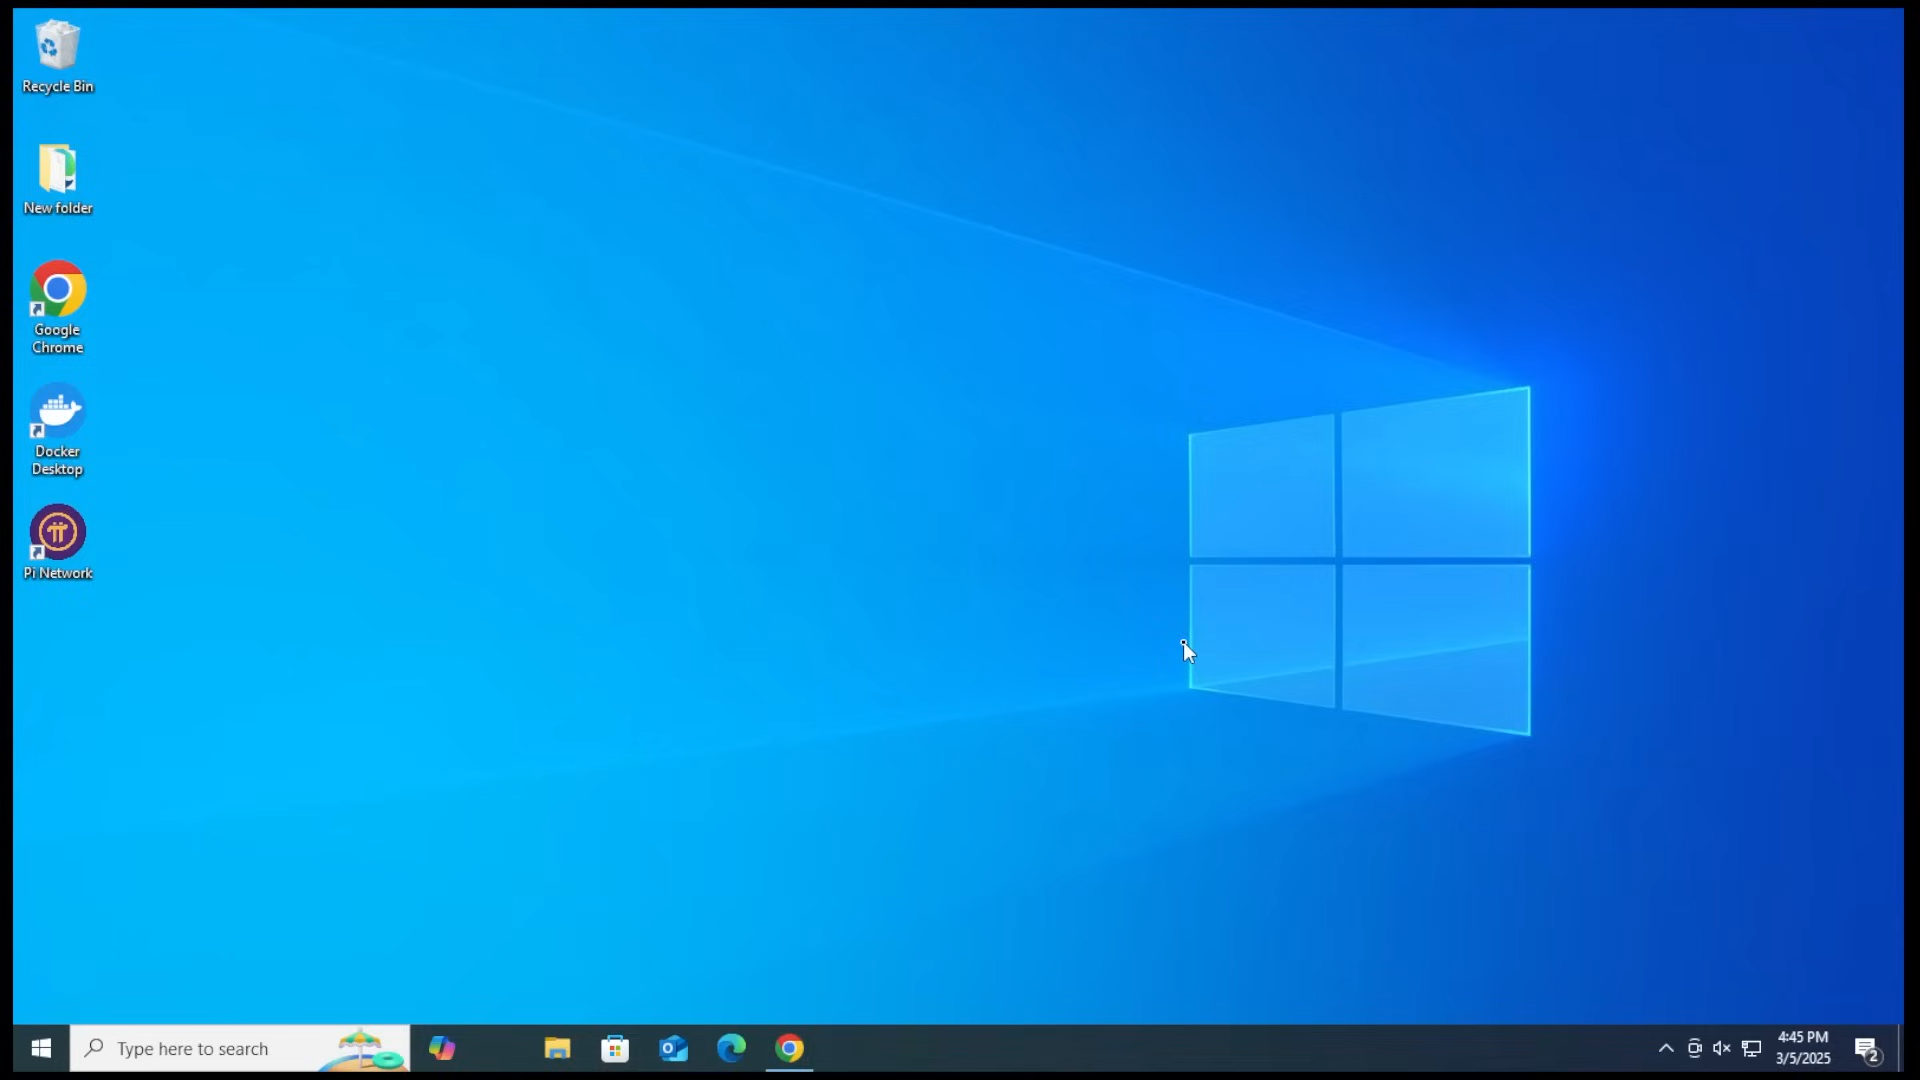 Recycle Bin
New folder
Google
Chrome
Docker
Desktop
Pi Network
Type here to search
4:45 PM
3/5/2025
2